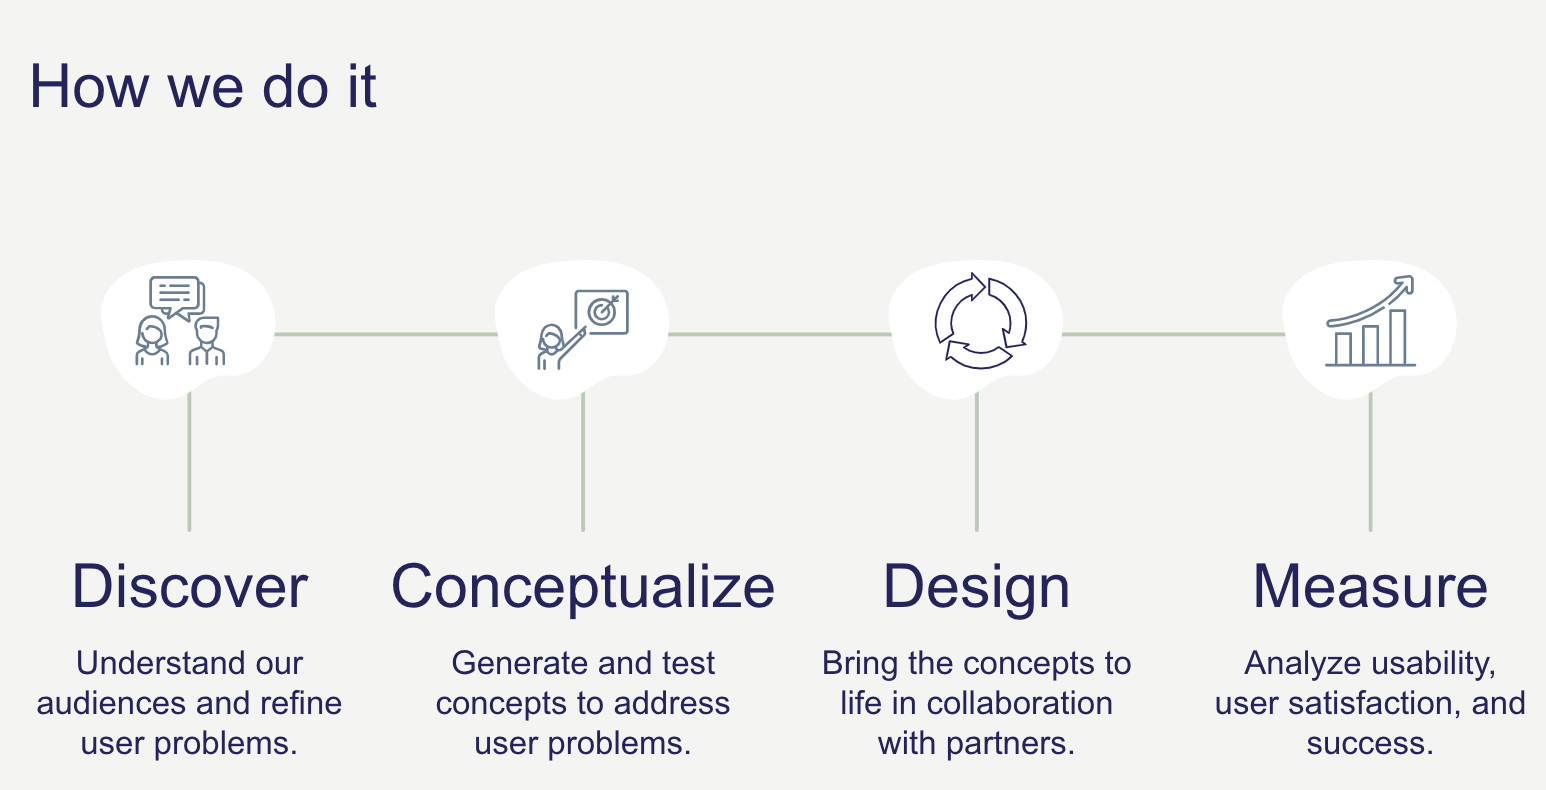 How we do it
Discover
Understand our
audiences and refine
user problems.
Conceptualize
Generate and test
concepts to address
user problems.
Design
Bring the concepts to
life in collaboration
with partners.
Measure
Analyze usability,
user satisfaction, and
success.